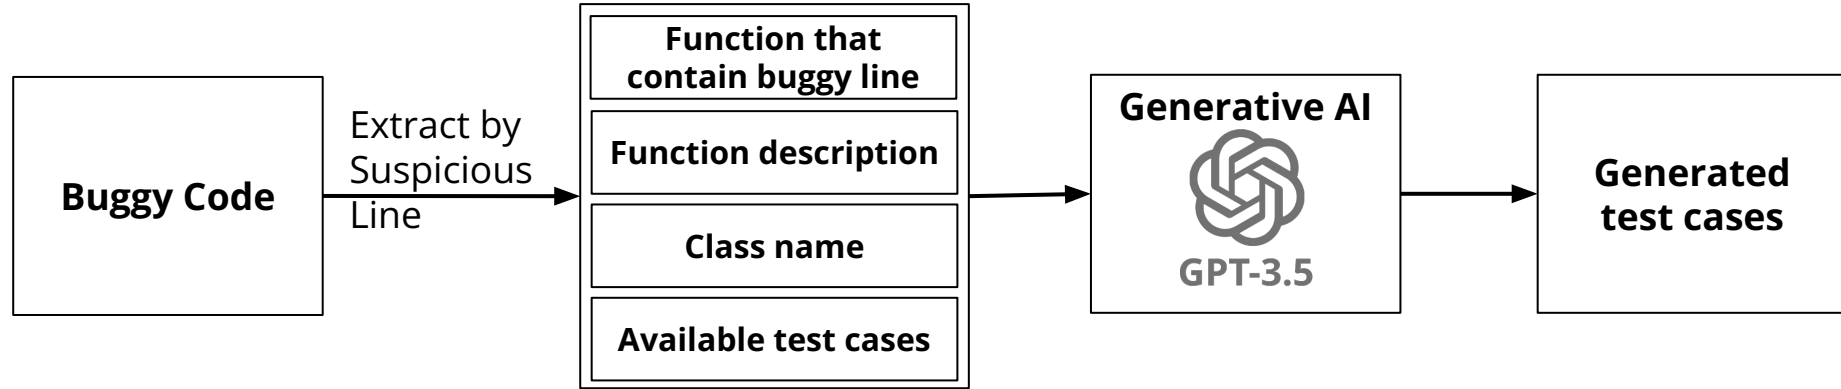 Buggy Code
Extract by
Suspicious
Line
Function that
contain buggy line
Function description
Class name
Available test cases
Generative AI
GPT-3.5
Generated
test cases